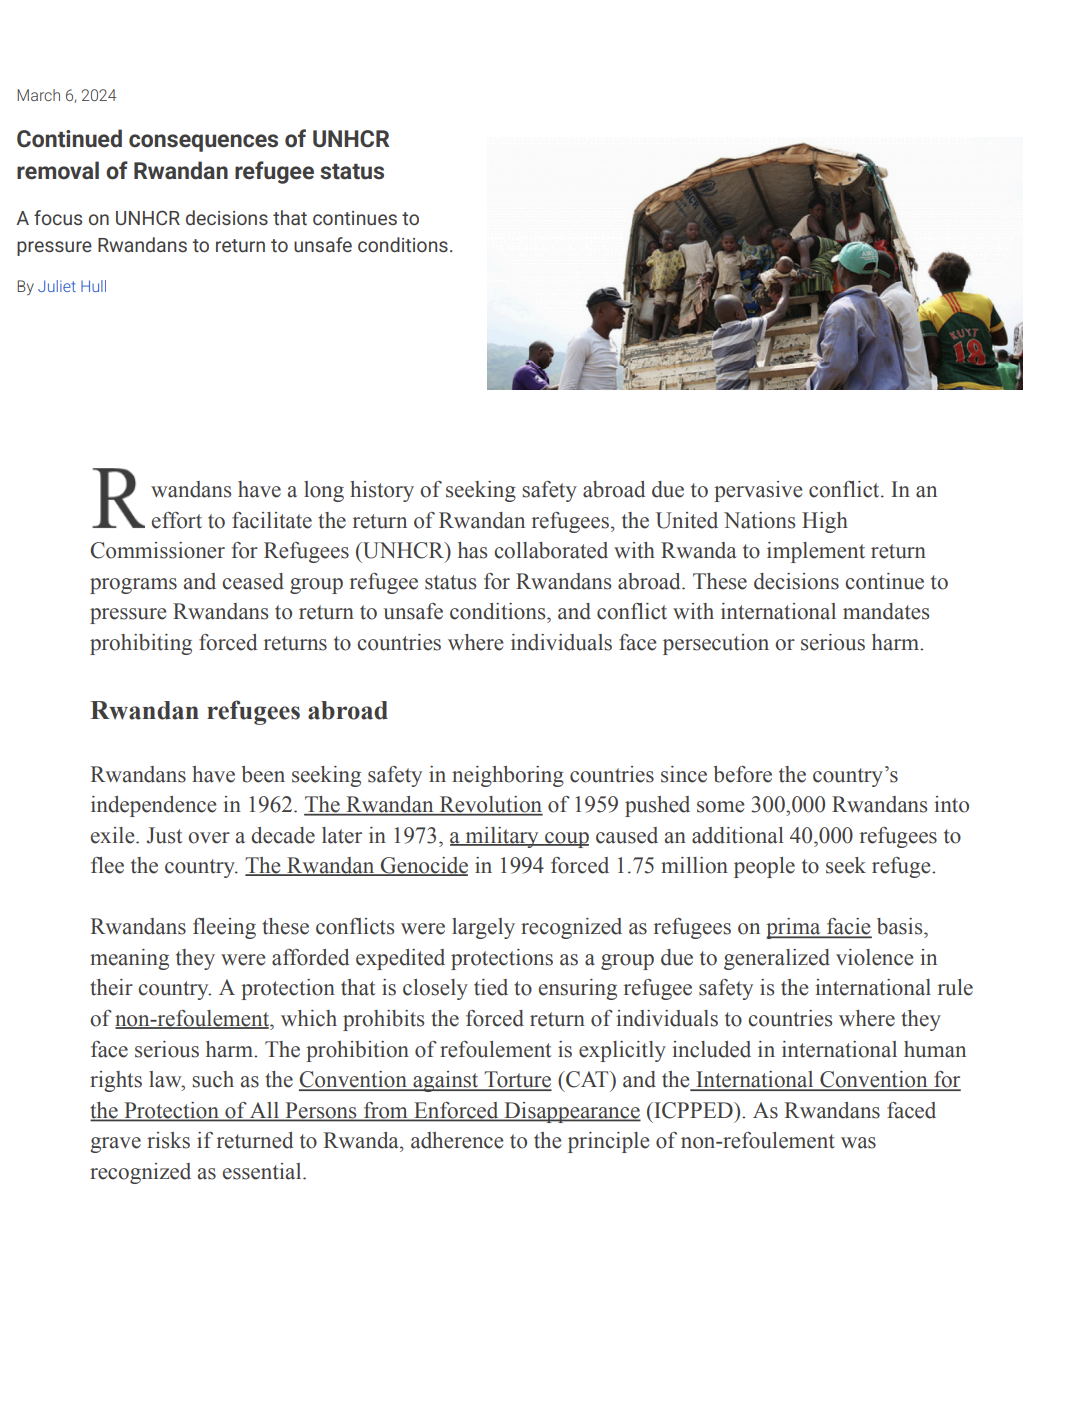 March 6, 2024
Continued consequences of UNHCR
removal of Rwandan refugee status
A focus on UNHCR decisions that continues to
pressure Rwandans to return to unsafe conditions.
By Juliet Hull
KUYT
18
Rwandans have a long history of seeking safety abroad due to pervasive conflict. In an
effort to facilitate the return of Rwandan refugees, the United Nations High
Commissioner for Refugees (UNHCR) has collaborated with Rwanda to implement return
programs and ceased group refugee status for Rwandans abroad. These decisions continue to
pressure Rwandans to return to unsafe conditions, and conflict with international mandates
prohibiting forced returns to countries where individuals face persecution or serious harm.
Rwandan refugees abroad
Rwandans have been seeking safety in neighboring countries since before the country’s
independence in 1962. The Rwandan Revolution of 1959 pushed some 300,000 Rwandans into
exile. Just over a decade later in 1973, a military coup caused an additional 40,000 refugees to
flee the country. The Rwandan Genocide in 1994 forced 1.75 million people to seek refuge.
Rwandans fleeing these conflicts were largely recognized as refugees on prima facie basis,
meaning they were afforded expedited protections as a group due to generalized violence in
their country. A protection that is closely tied to ensuring refugee safety is the international rule
of non-refoulement, which prohibits the forced return of individuals to countries where they
face serious harm. The prohibition of refoulement is explicitly included in international human
rights law, such as the Convention against Torture (CAT) and the International Convention for
the Protection of All Persons from Enforced Disappearance (ICPPED). As Rwandans faced
grave risks if returned to Rwanda, adherence to the principle of non-refoulement was
recognized as essential.